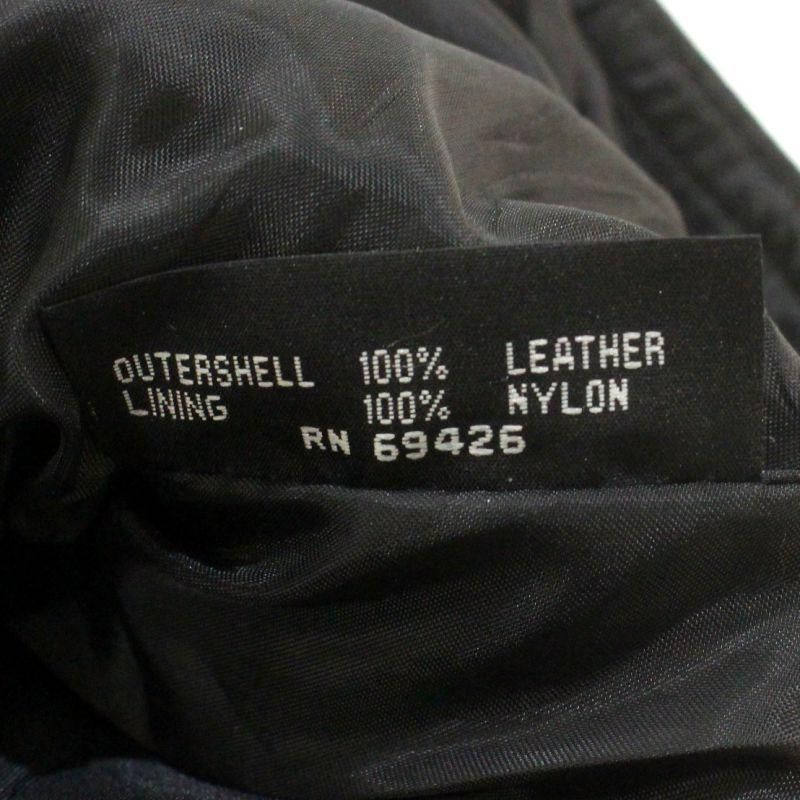 OUTERSHELL 100% LEATHER
LINING 100% NYLON
RN 69426